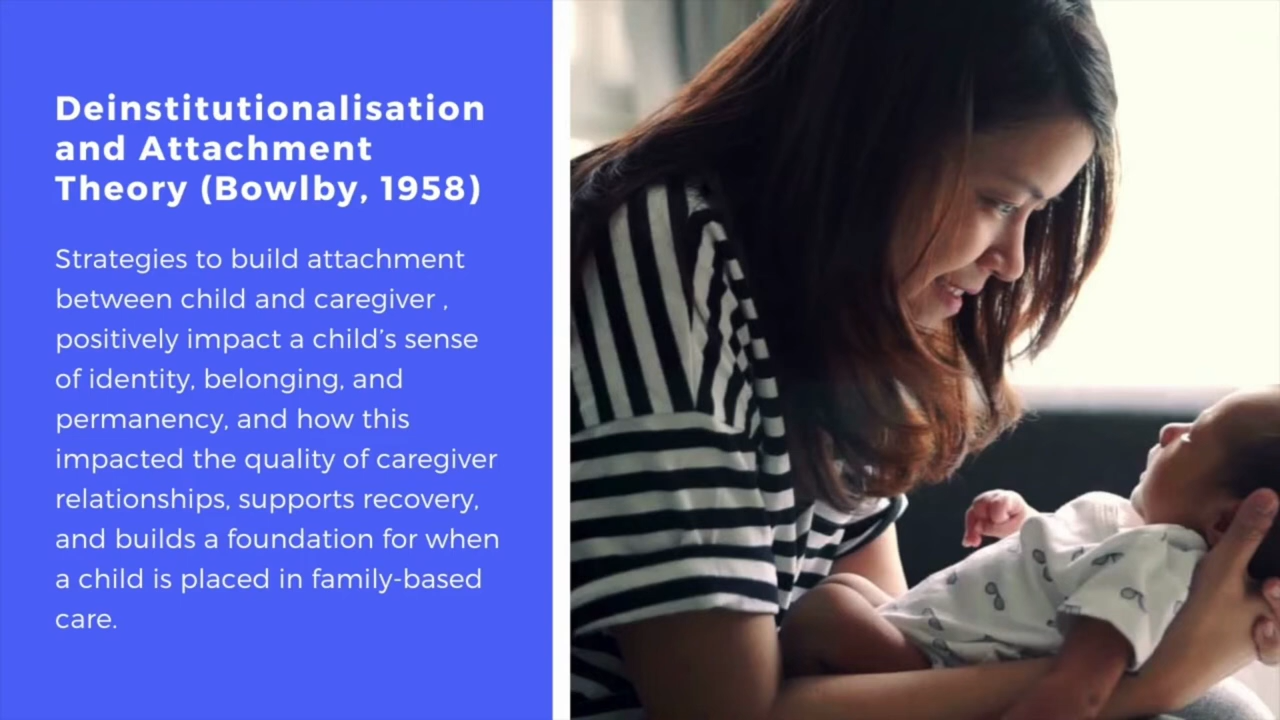 Deinstitutionalisation
and Attachment
Theory (Bowlby, 1958)
Strategies to build attachment
between child and caregiver ,
positively impact a child’s sense
of identity, belonging, and
permanency, and how this
impacted the quality of caregiver
relationships, supports recovery,
and builds a foundation for when
a child is placed in family-based
care.